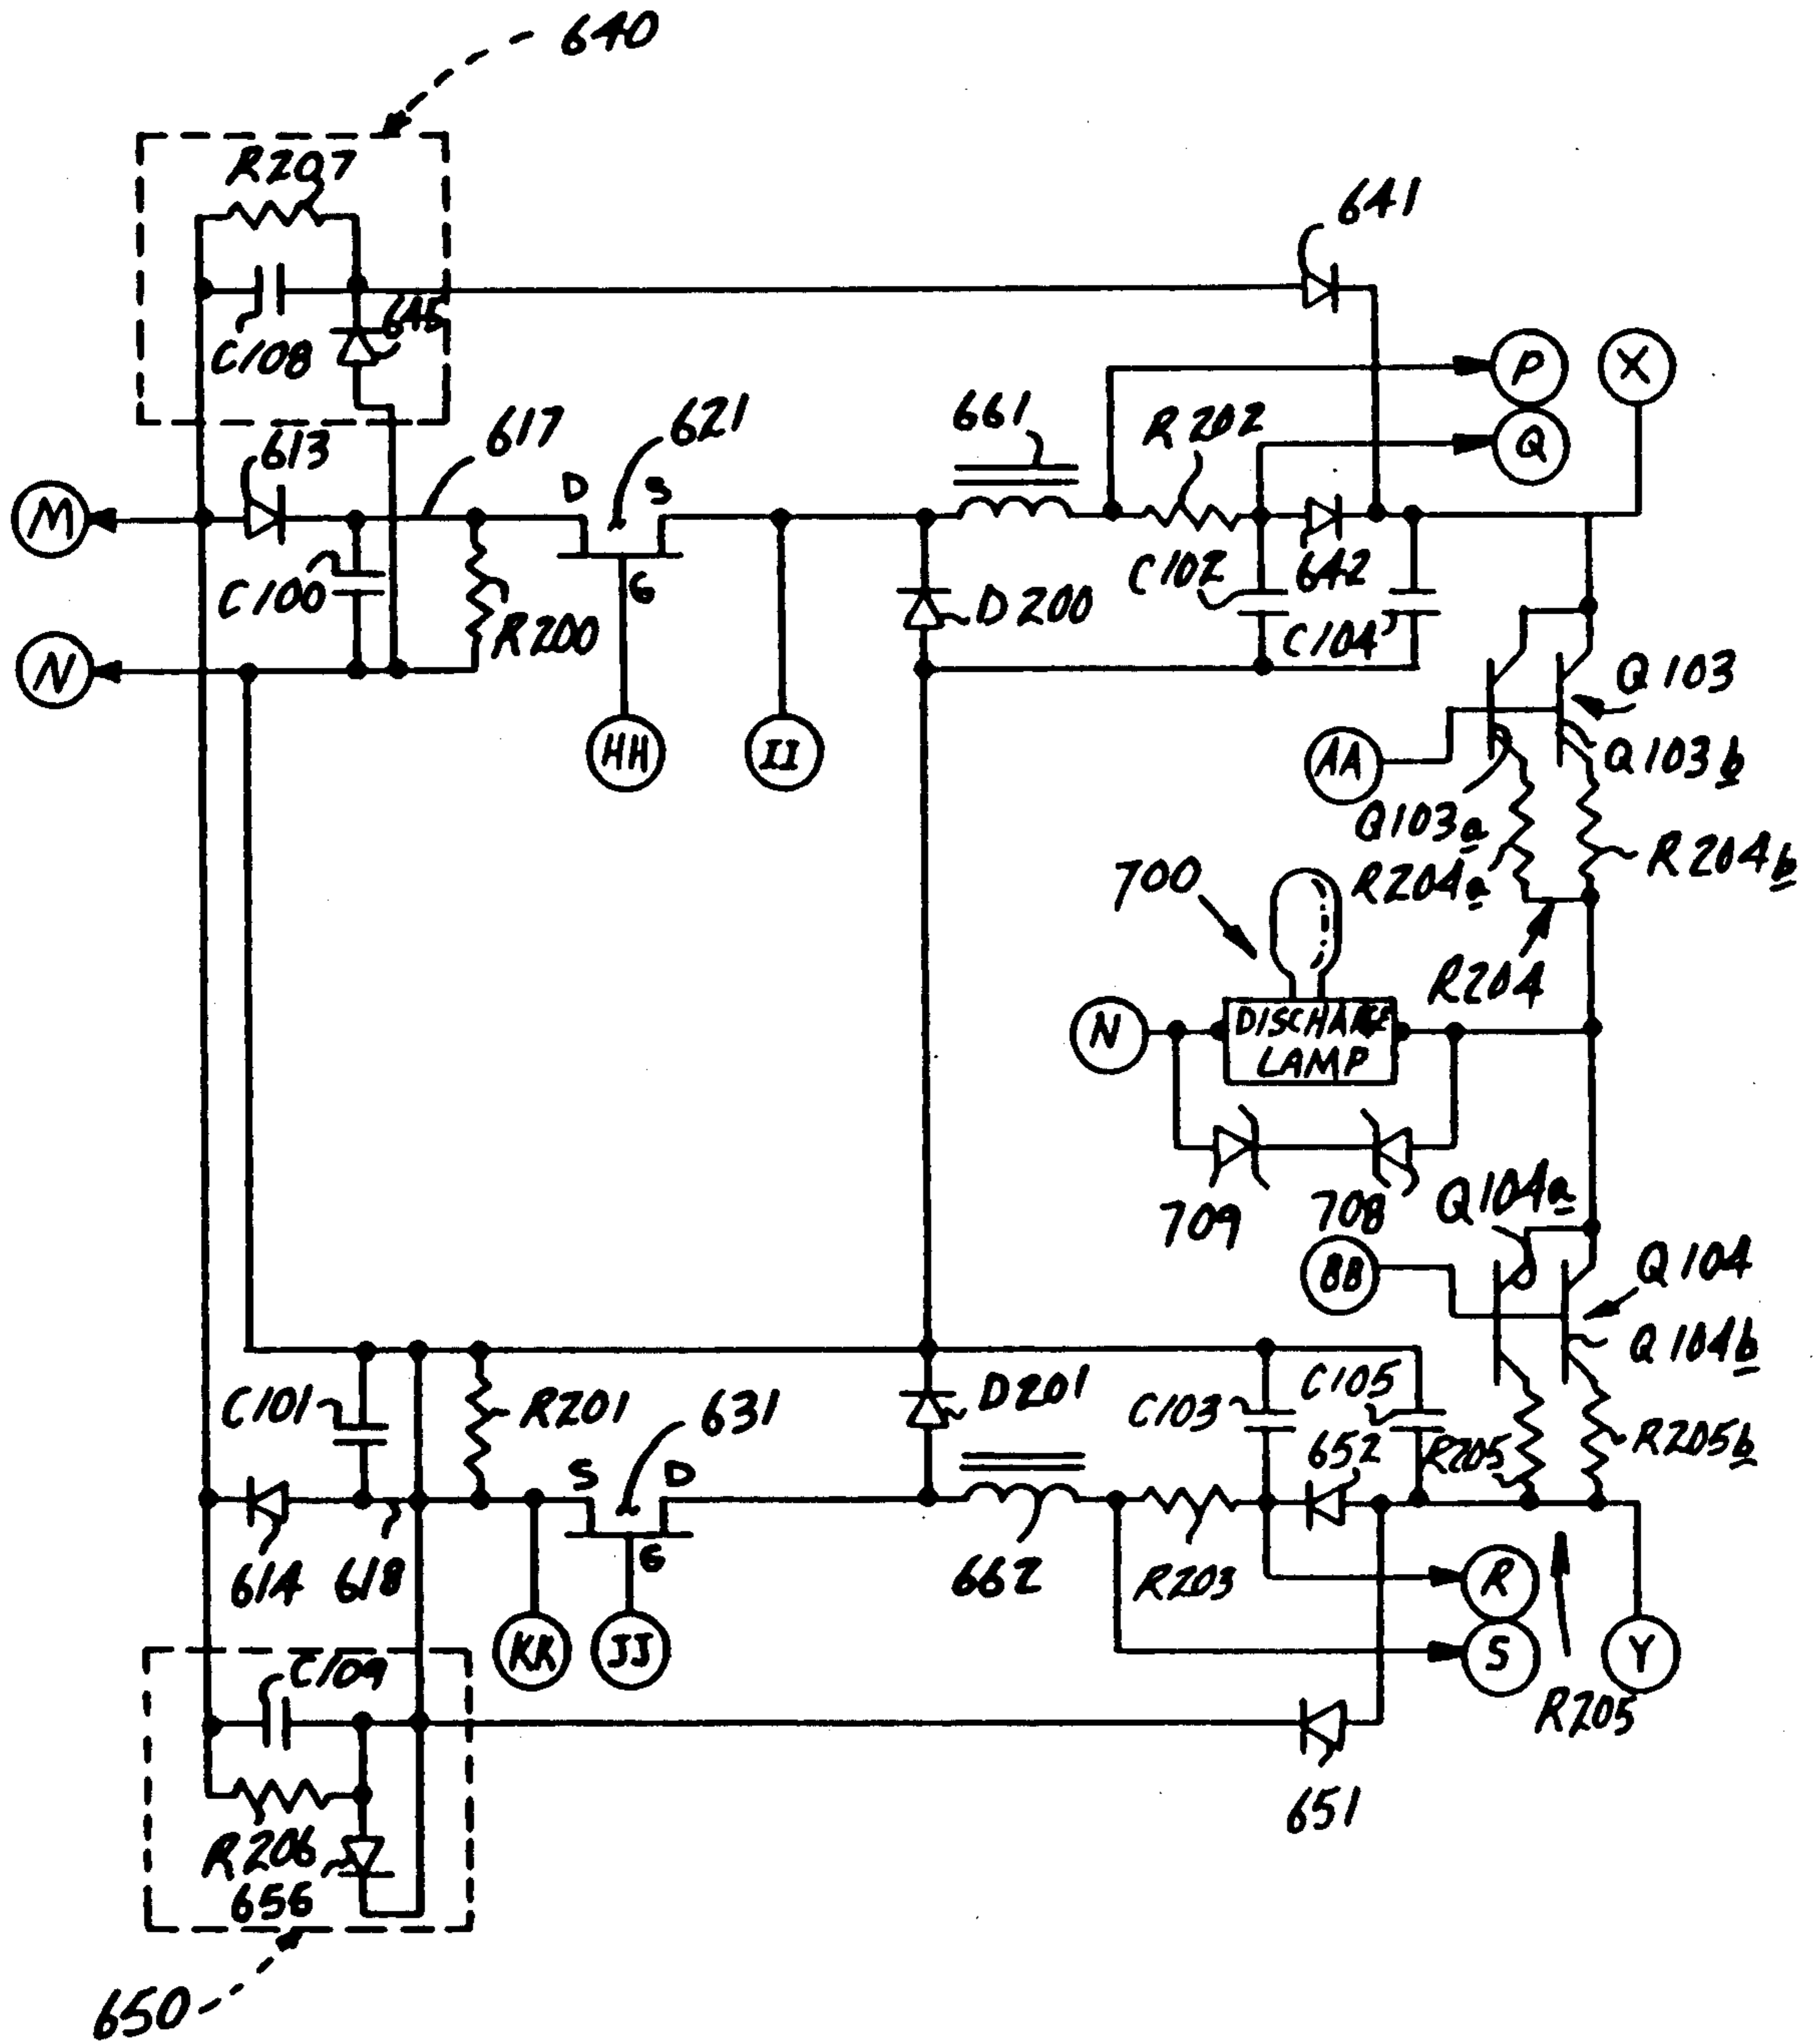 640
R207
641
645
C108
P
X
613
617
621
661
R202
Q
D
S
M
C100
G
C102
642
R200
D200
C104
N
Q103
HH
II
AA
Q103b
Q103a
R204b
R204a
700
R204
N
DISCHARGE
LAMP
Q104a
709
708
BB
Q104
Q104b
C101
R201
631
D201
C103
C105
652
R205
R205b
S
D
G
614
618
662
R203
R
KK
JJ
S
Y
C109
R205
651
R206
656
650